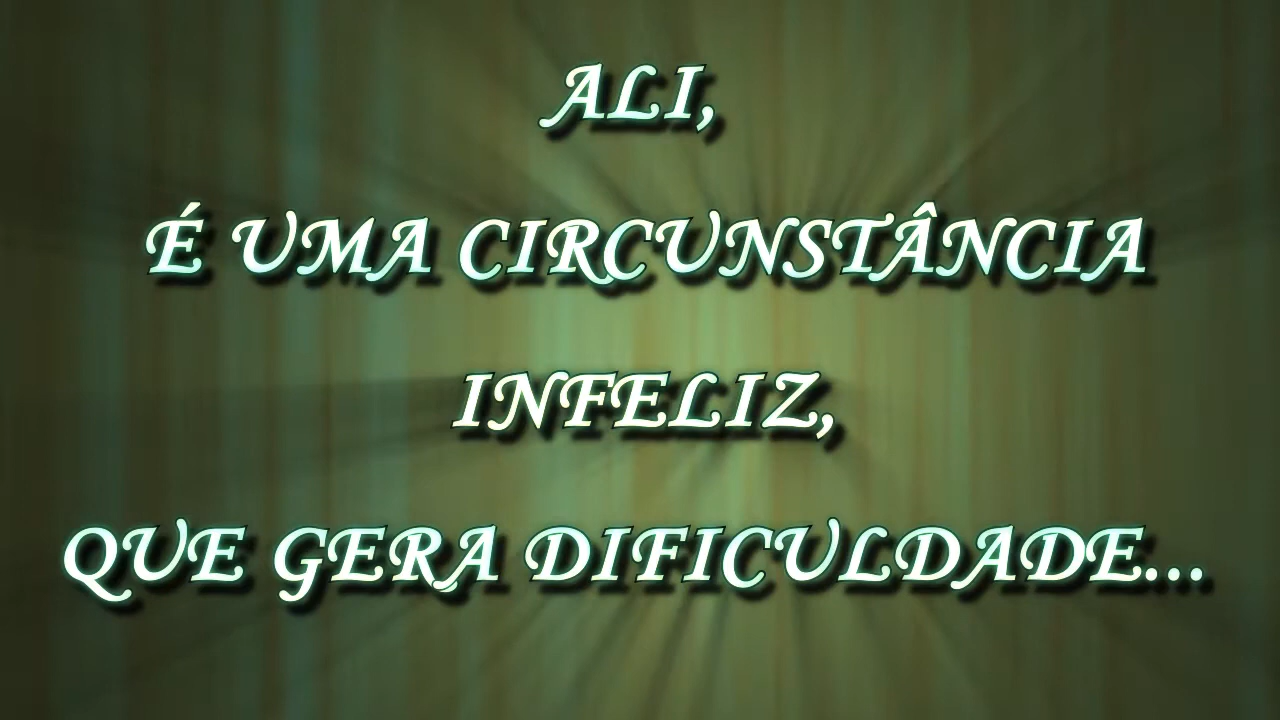 ALI,
É UMA CIRCUNSTÂNCIA
INFELIZ,
QUE GERA DIFICULDADE...